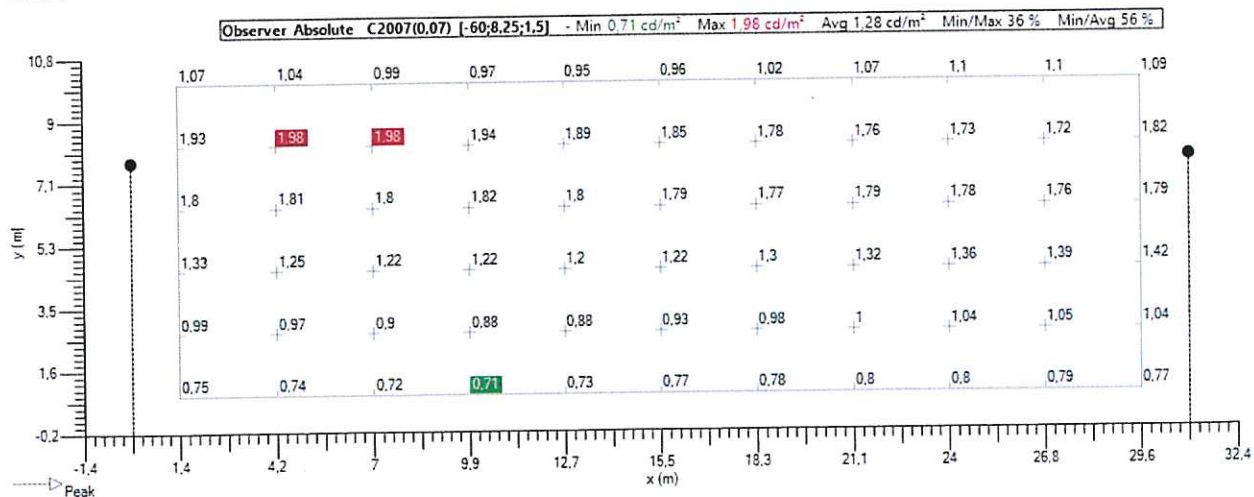 Observer Absolute C2007(0,07) [-60;8,25;1,5] - Min 0,71 cd/m² Max 1,98 cd/m² Avg 1,28 cd/m² Min/Max 36 % Min/Avg 56 %
10,8
1,07 1,04 0,99 0,97 0,95 0,96 1,02 1,07 1,1 1,1 1,09
9
1,93 1,98 1,98 1,94 1,89 1,85 1,78 1,76 1,73 1,72 1,82
7,1
1,8 1,81 1,8 1,82 1,8 1,79 1,77 1,79 1,78 1,76 1,79
y (m)
5,3
1,33 1,25 1,22 1,22 1,2 1,22 1,3 1,32 1,36 1,39 1,42
3,5
0,99 0,97 0,9 0,88 0,88 0,93 0,98 1 1,04 1,05 1,04
1,6
0,75 0,74 0,72 0,71 0,73 0,77 0,78 0,8 0,8 0,79 0,77
-0,2
-1,4 1,4 4,2 7 9,9 12,7 15,5 18,3 21,1 24 26,8 29,6 32,4
x (m)
Peak